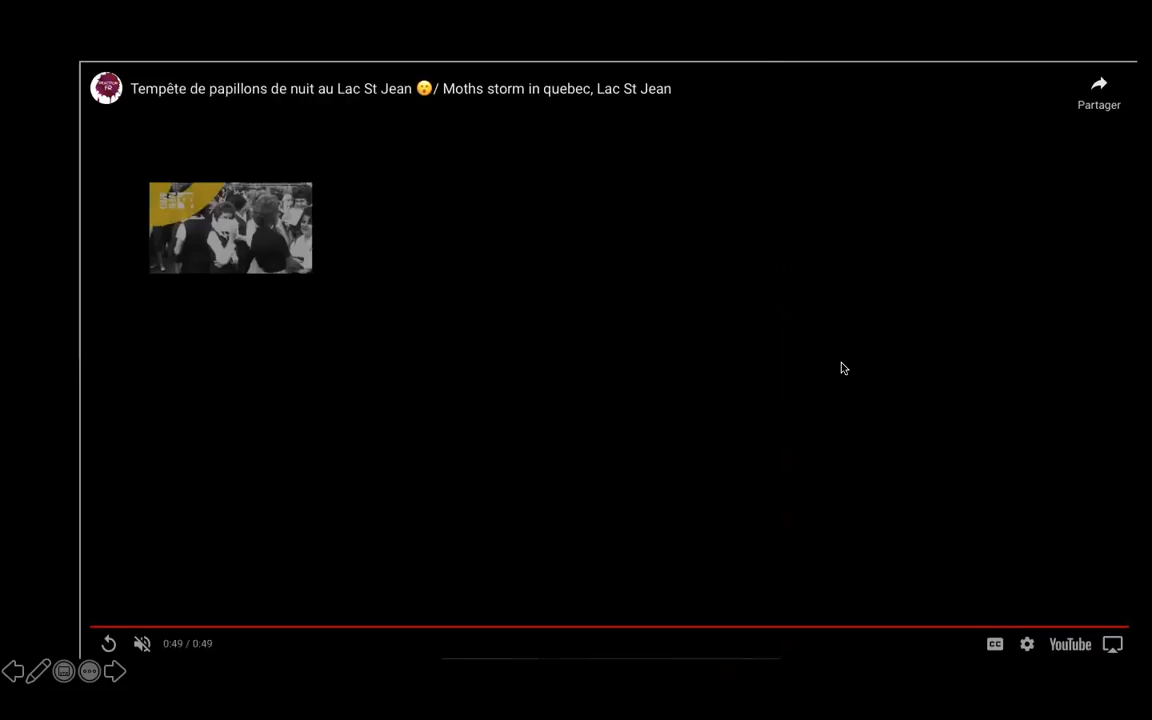 Tempête de papillons de nuit au Lac St Jean 😮/ Moths storm in quebec, Lac St Jean
Partager
0:49 / 0:49
CC
YouTube